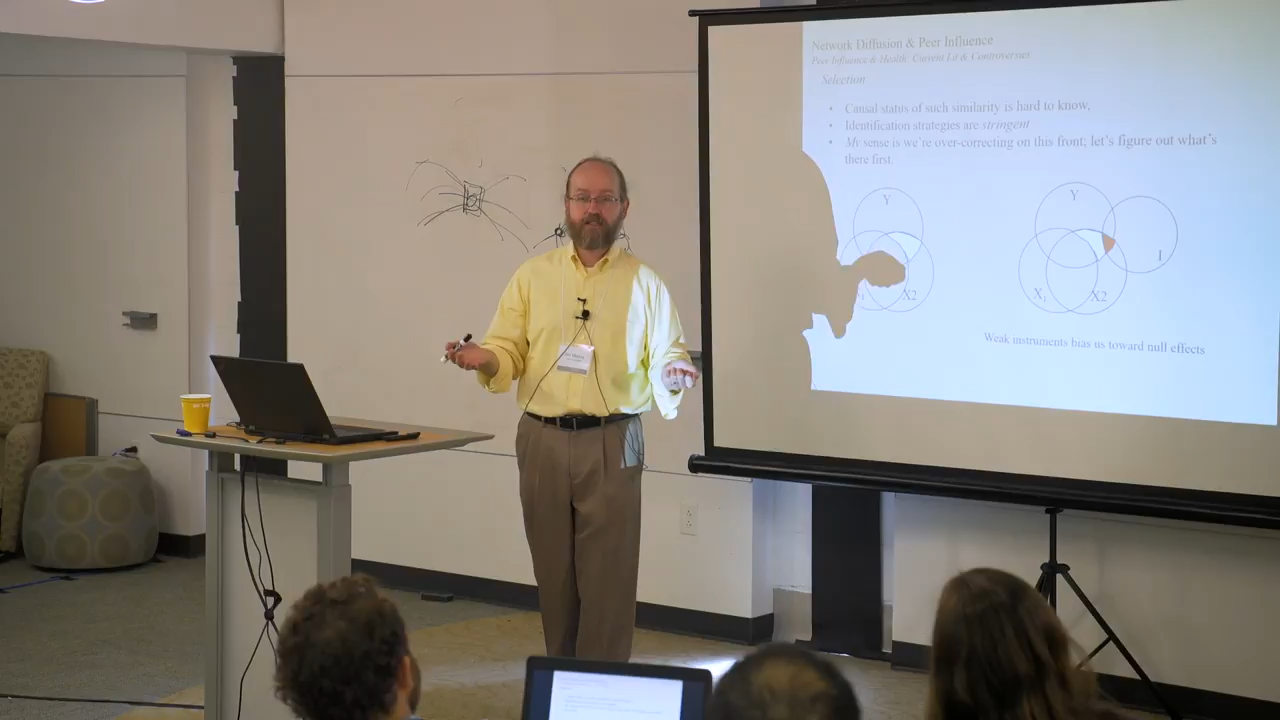 Network Diffusion & Peer Influence
Peer Influence & Health: Current Lit & Controversies
Selection
• Causal status of such similarity is hard to know,
• Identification strategies are stringent
• My sense is we're over-correcting on this front; let's figure out what's
there first.
Y
X2
Y
I
X₁
X2
Weak instruments bias us toward null effects